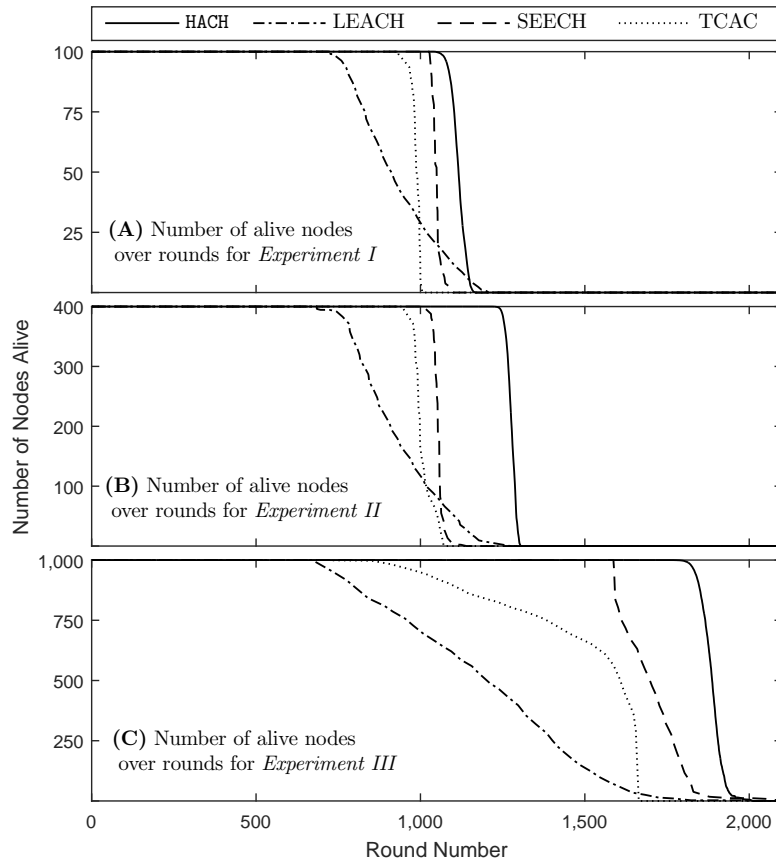 HACH LEACH SEECH TCAC
100
75
50
25
(A) Number of alive nodes
over rounds for Experiment I
400
300
200
100
(B) Number of alive nodes
over rounds for Experiment II
Number of Nodes Alive
1,000
750
500
250
(C) Number of alive nodes
over rounds for Experiment III
0 500 1,000 1,500 2,000
Round Number